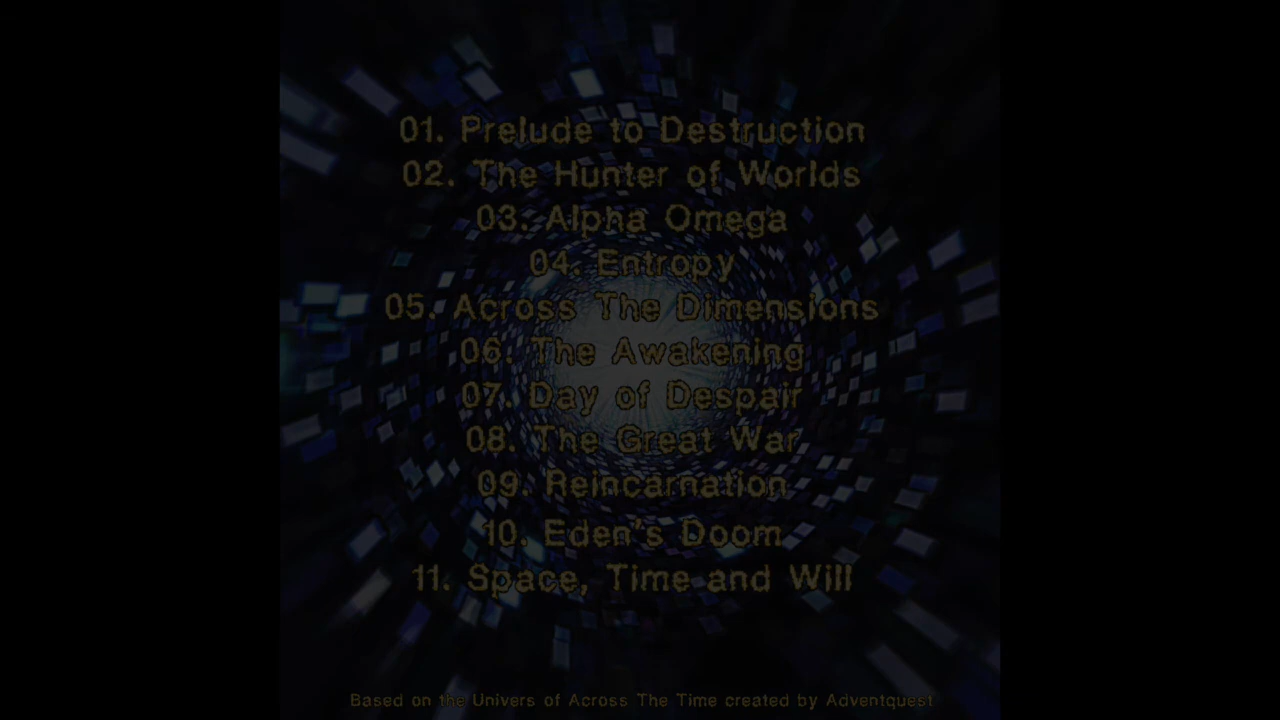 01. Prelude to Destruction
02. The Hunter of Worlds
03. Alpha Omega
04. Entropy
05. Across The Dimensions
06. The Awakening
07. Day of Despair
08. The Great War
09. Reincarnation
10. Eden's Doom
11. Space, Time and Will
Based on the Univers of Across The Time created by Adventquest